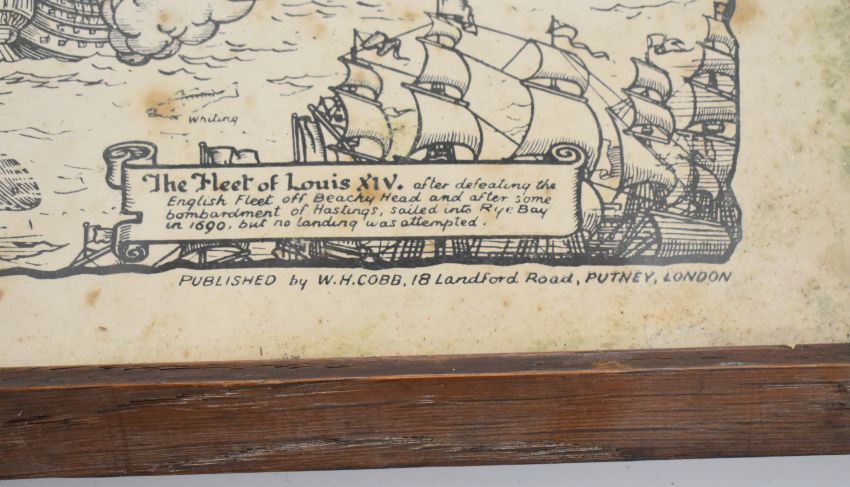 Whiting
The Fleet of Louis XIV. after defeating the
English Fleet off Beachy Head and after some
bombardment of Hastings, sailed into Rye Bay
in 1690, but no landing was attempted.
PUBLISHED by W.H.COBB, 18 Landford Road, PUTNEY, LONDON